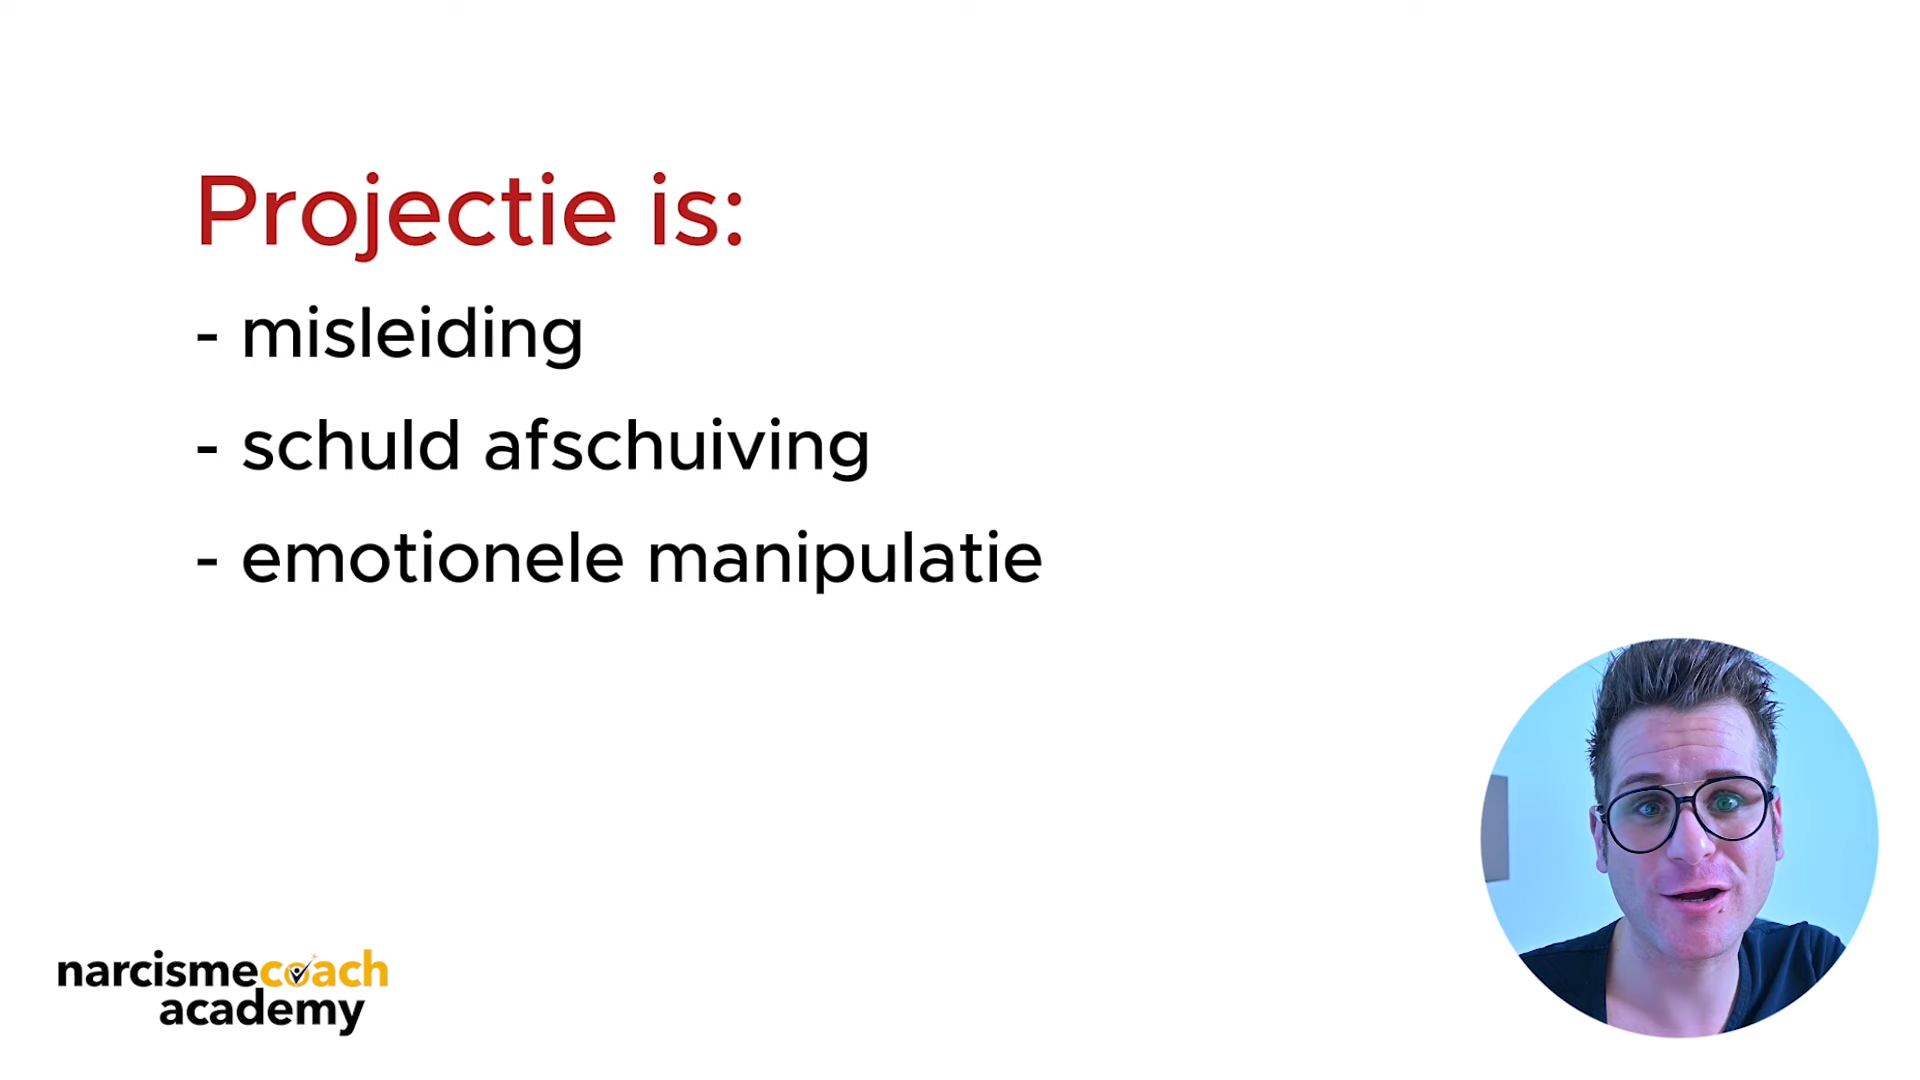 Projectie is:
- misleiding
- schuld afschuiving
- emotionele manipulatie
narcismecoach
academy